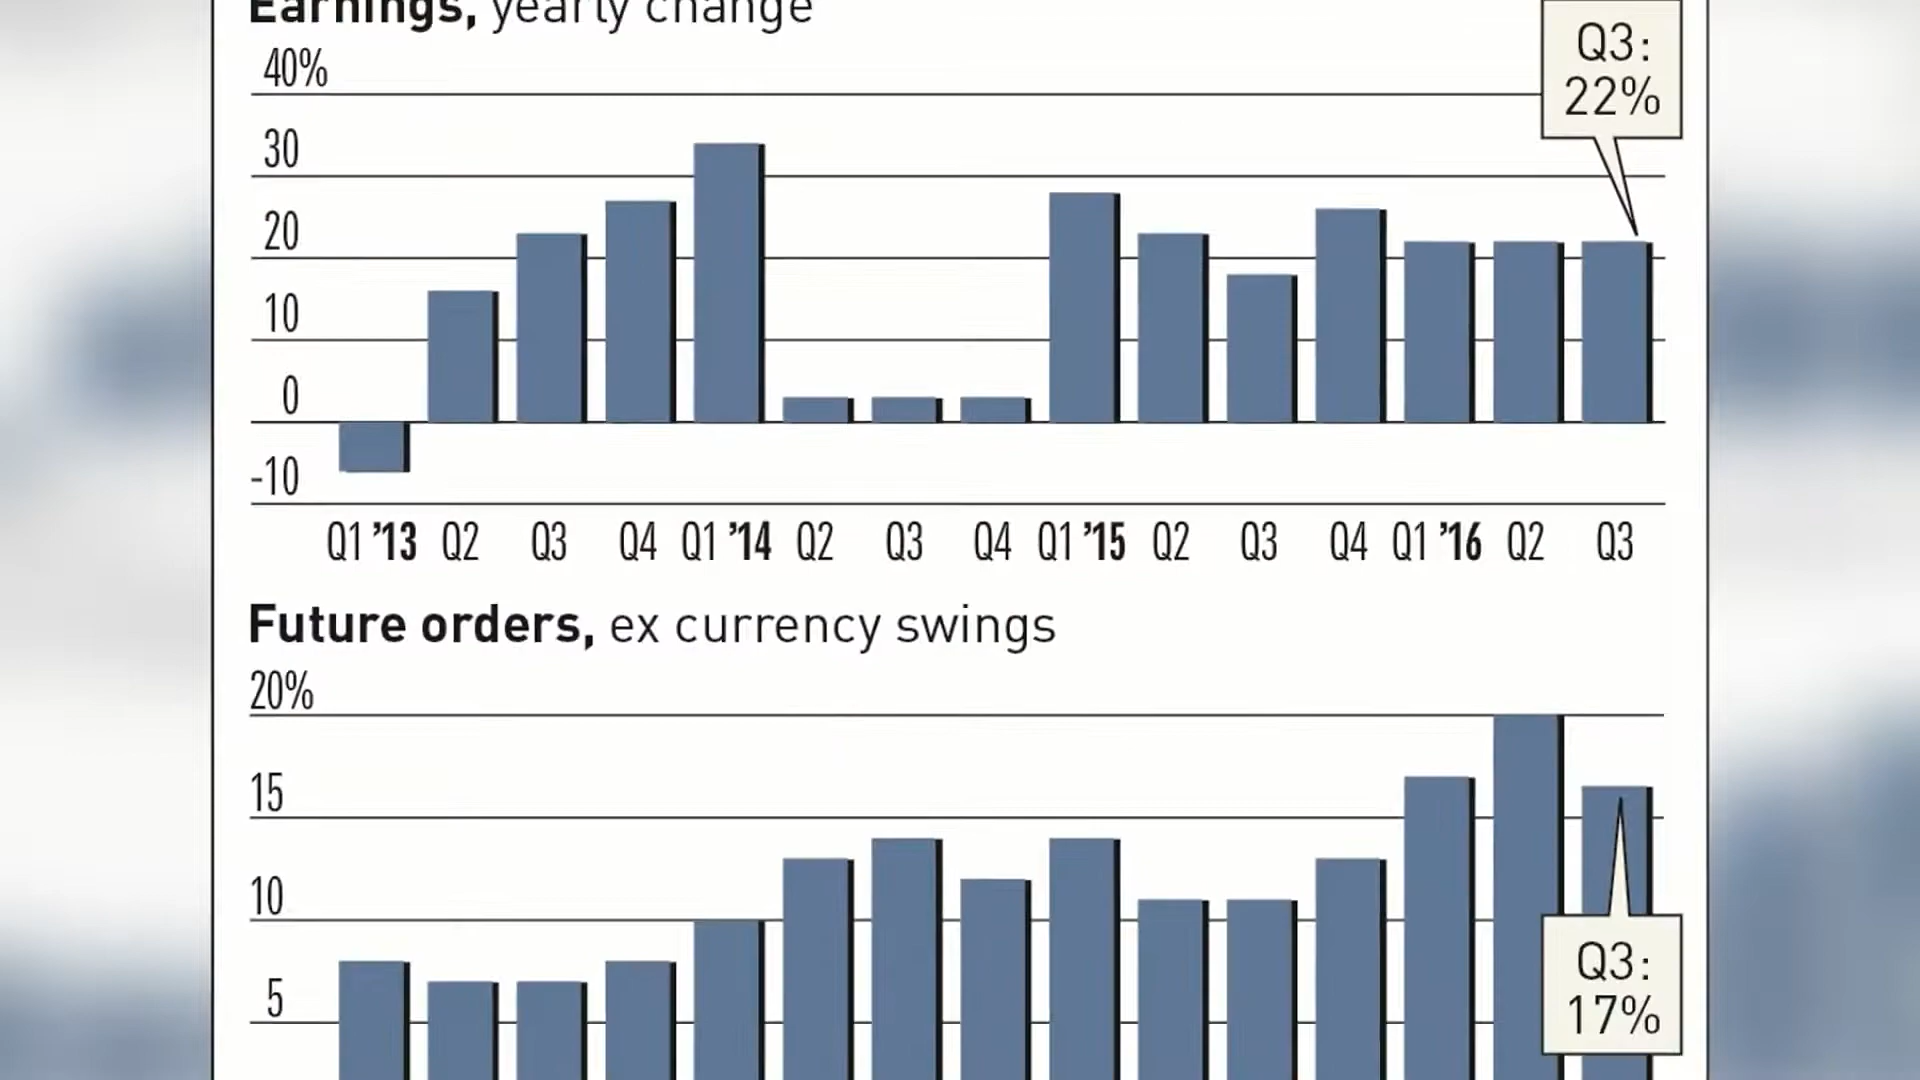 Earnings, yearly change
40%
Q3:
22%
30
20
10
0
-10
Q1 ’13 Q2 Q3 Q4 Q1 ’14 Q2 Q3 Q4 Q1 ’15 Q2 Q3 Q4 Q1 ’16 Q2 Q3
Future orders, ex currency swings
20%
15
10
5
Q3:
17%